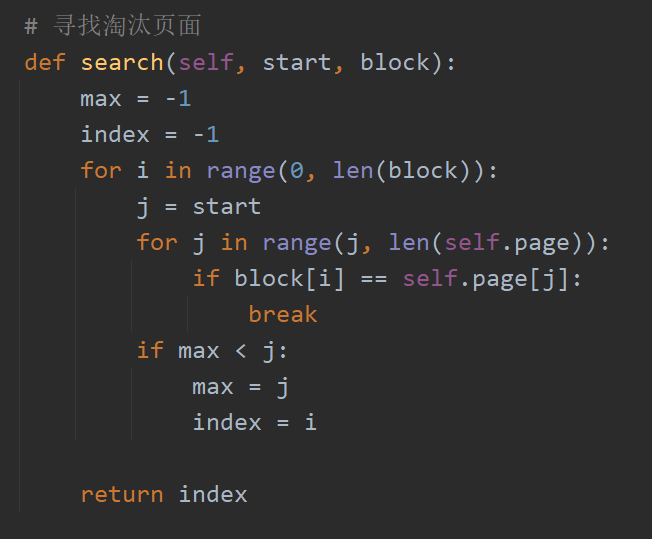 # 寻找淘汰页面
def search(self, start, block):
    max = -1
    index = -1
    for i in range(0, len(block)):
        j = start
        for j in range(j, len(self.page)):
            if block[i] == self.page[j]:
                break
        if max < j:
            max = j
            index = i
    return index